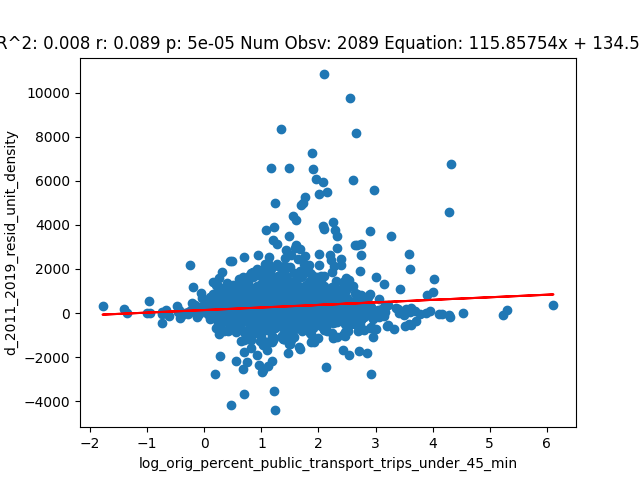 R^2: 0.008 r: 0.089 p: 5e-05 Num Obsv: 2089 Equation: 115.85754x + 134.5
10000
8000
6000
4000
2000
0
−2000
−4000
d_2011_2019_resid_unit_density
−2 −1 0 1 2 3 4 5 6
log_orig_percent_public_transport_trips_under_45_min